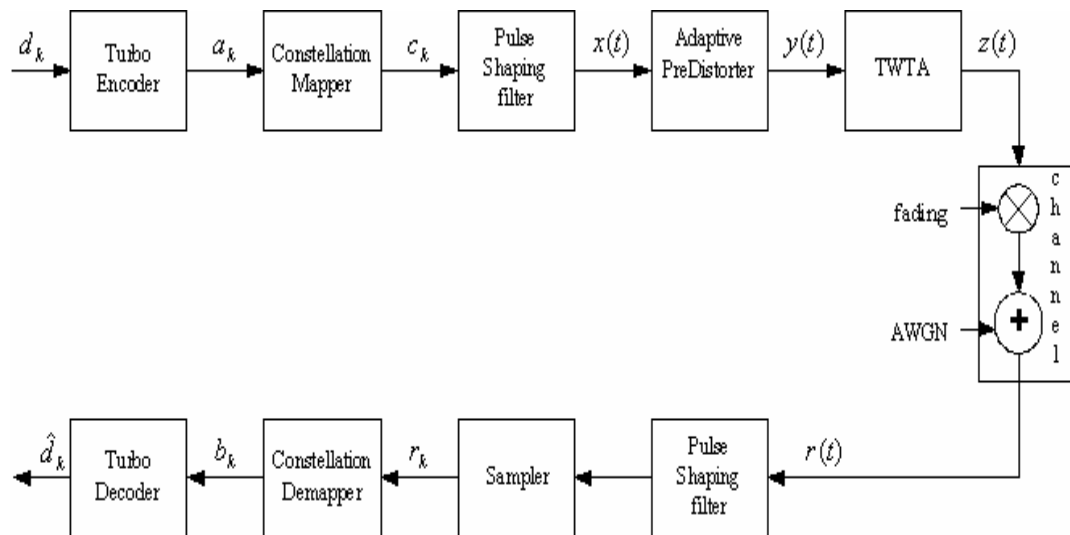 d_k
Turbo
Encoder
a_k
Constellation
Mapper
c_k
Pulse
Shaping
filter
x(t)
Adaptive
PreDistorter
y(t)
TWTA
z(t)
fading
AWGN
+
channel
r(t)
Pulse
Shaping
filter
Sampler
r_k
Constellation
Demapper
b_k
Turbo
Decoder
d̂_k